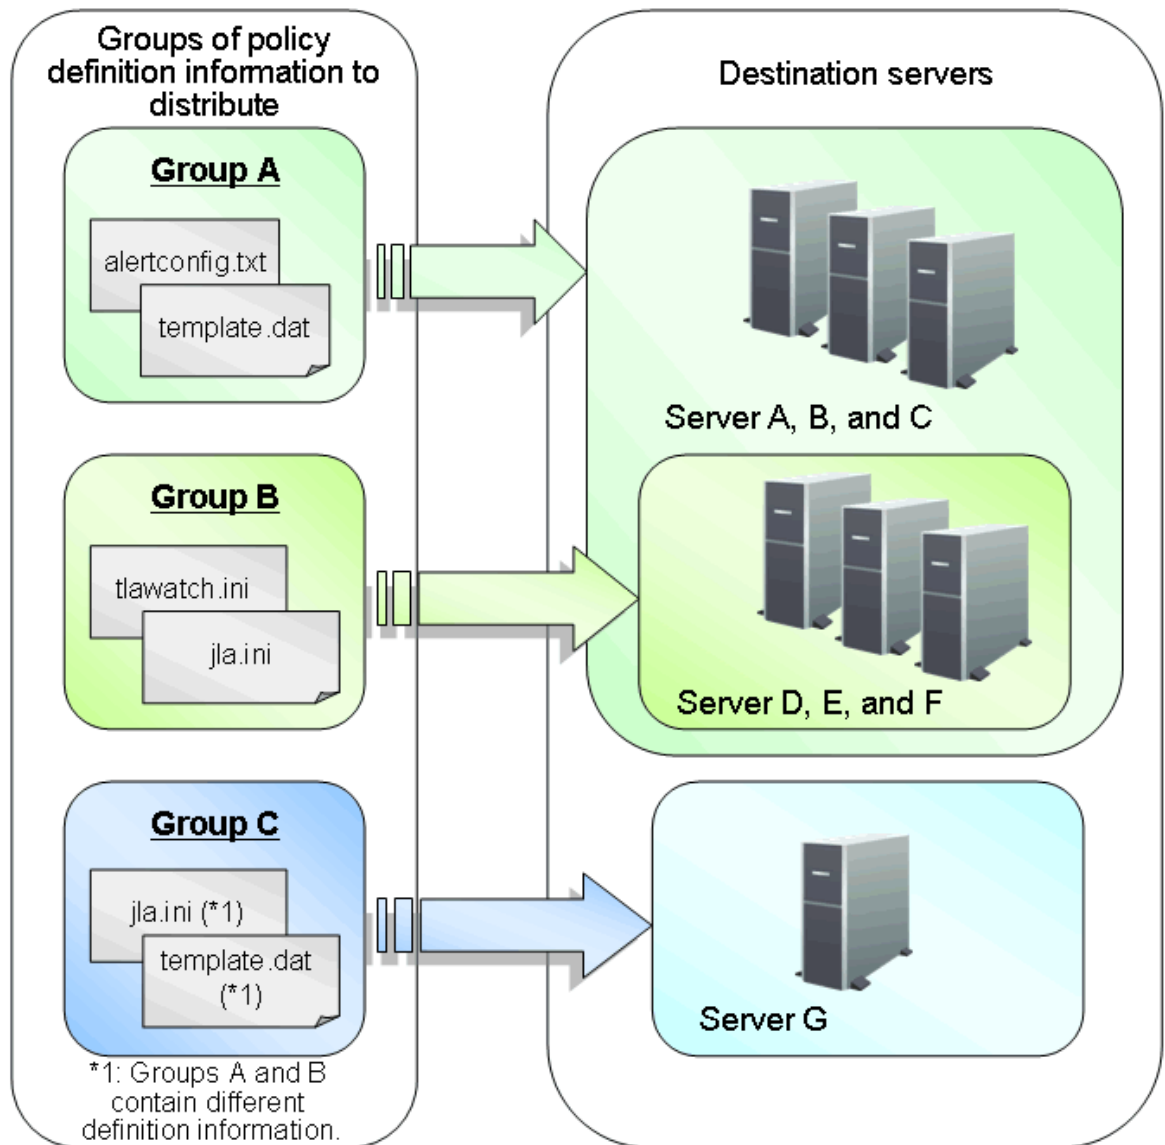 Groups of policy
definition information to
distribute
Group A
alertconfig.txt
template.dat
Group B
tlawatch.ini
jla.ini
Group C
jla.ini (*1)
template.dat
(*1)
*1: Groups A and B
contain different
definition information.
Destination servers
Server A, B, and C
Server D, E, and F
Server G